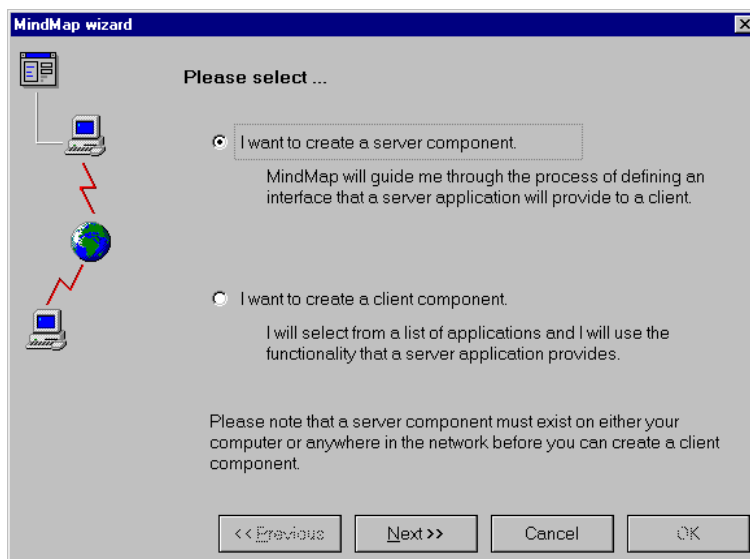 MindMap wizard
Please select ...
I want to create a server component.
MindMap will guide me through the process of defining an
interface that a server application will provide to a client.
I want to create a client component.
I will select from a list of applications and I will use the
functionality that a server application provides.
Please note that a server component must exist on either your
computer or anywhere in the network before you can create a client
component.
<< Previous
Next >>
Cancel
OK